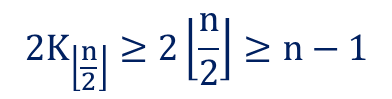 2K⌊n/2⌋ ≥ 2 ⌊n/2⌋ ≥ n − 1